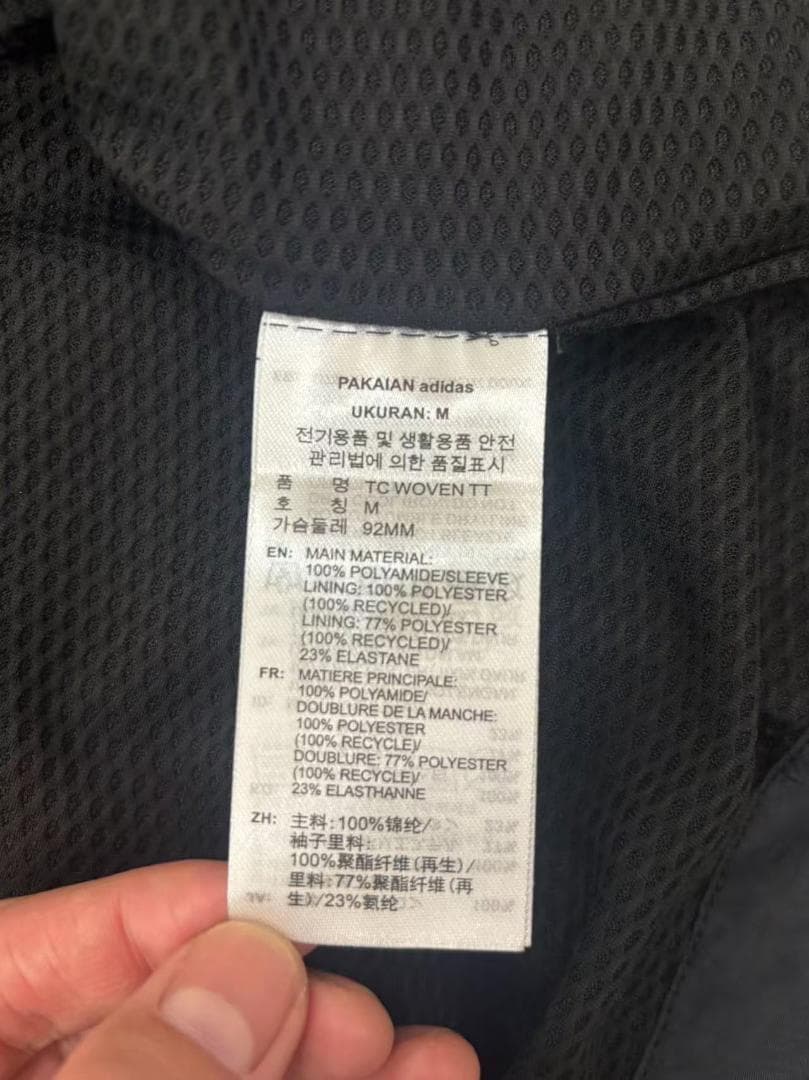 PAKAIAN adidas
UKURAN: M
전기용품 및 생활용품 안전
관리법에 의한 품질표시
품 명 TC WOVEN TT
호 칭 M
가슴둘레 92MM
EN: MAIN MATERIAL:
100% POLYAMIDE/SLEEVE
LINING: 100% POLYESTER
(100% RECYCLED)/
LINING: 77% POLYESTER
(100% RECYCLED)/
23% ELASTANE
FR: MATIERE PRINCIPALE:
100% POLYAMIDE/
DOUBLURE DE LA MANCHE:
100% POLYESTER
(100% RECYCLE)/
DOUBLURE: 77% POLYESTER
(100% RECYCLE)/
23% ELASTHANNE
ZH: 主料:100%锦纶/
袖子里料:
100%聚酯纤维(再生)/
里料:77%聚酯纤维(再
生)/23%氨纶